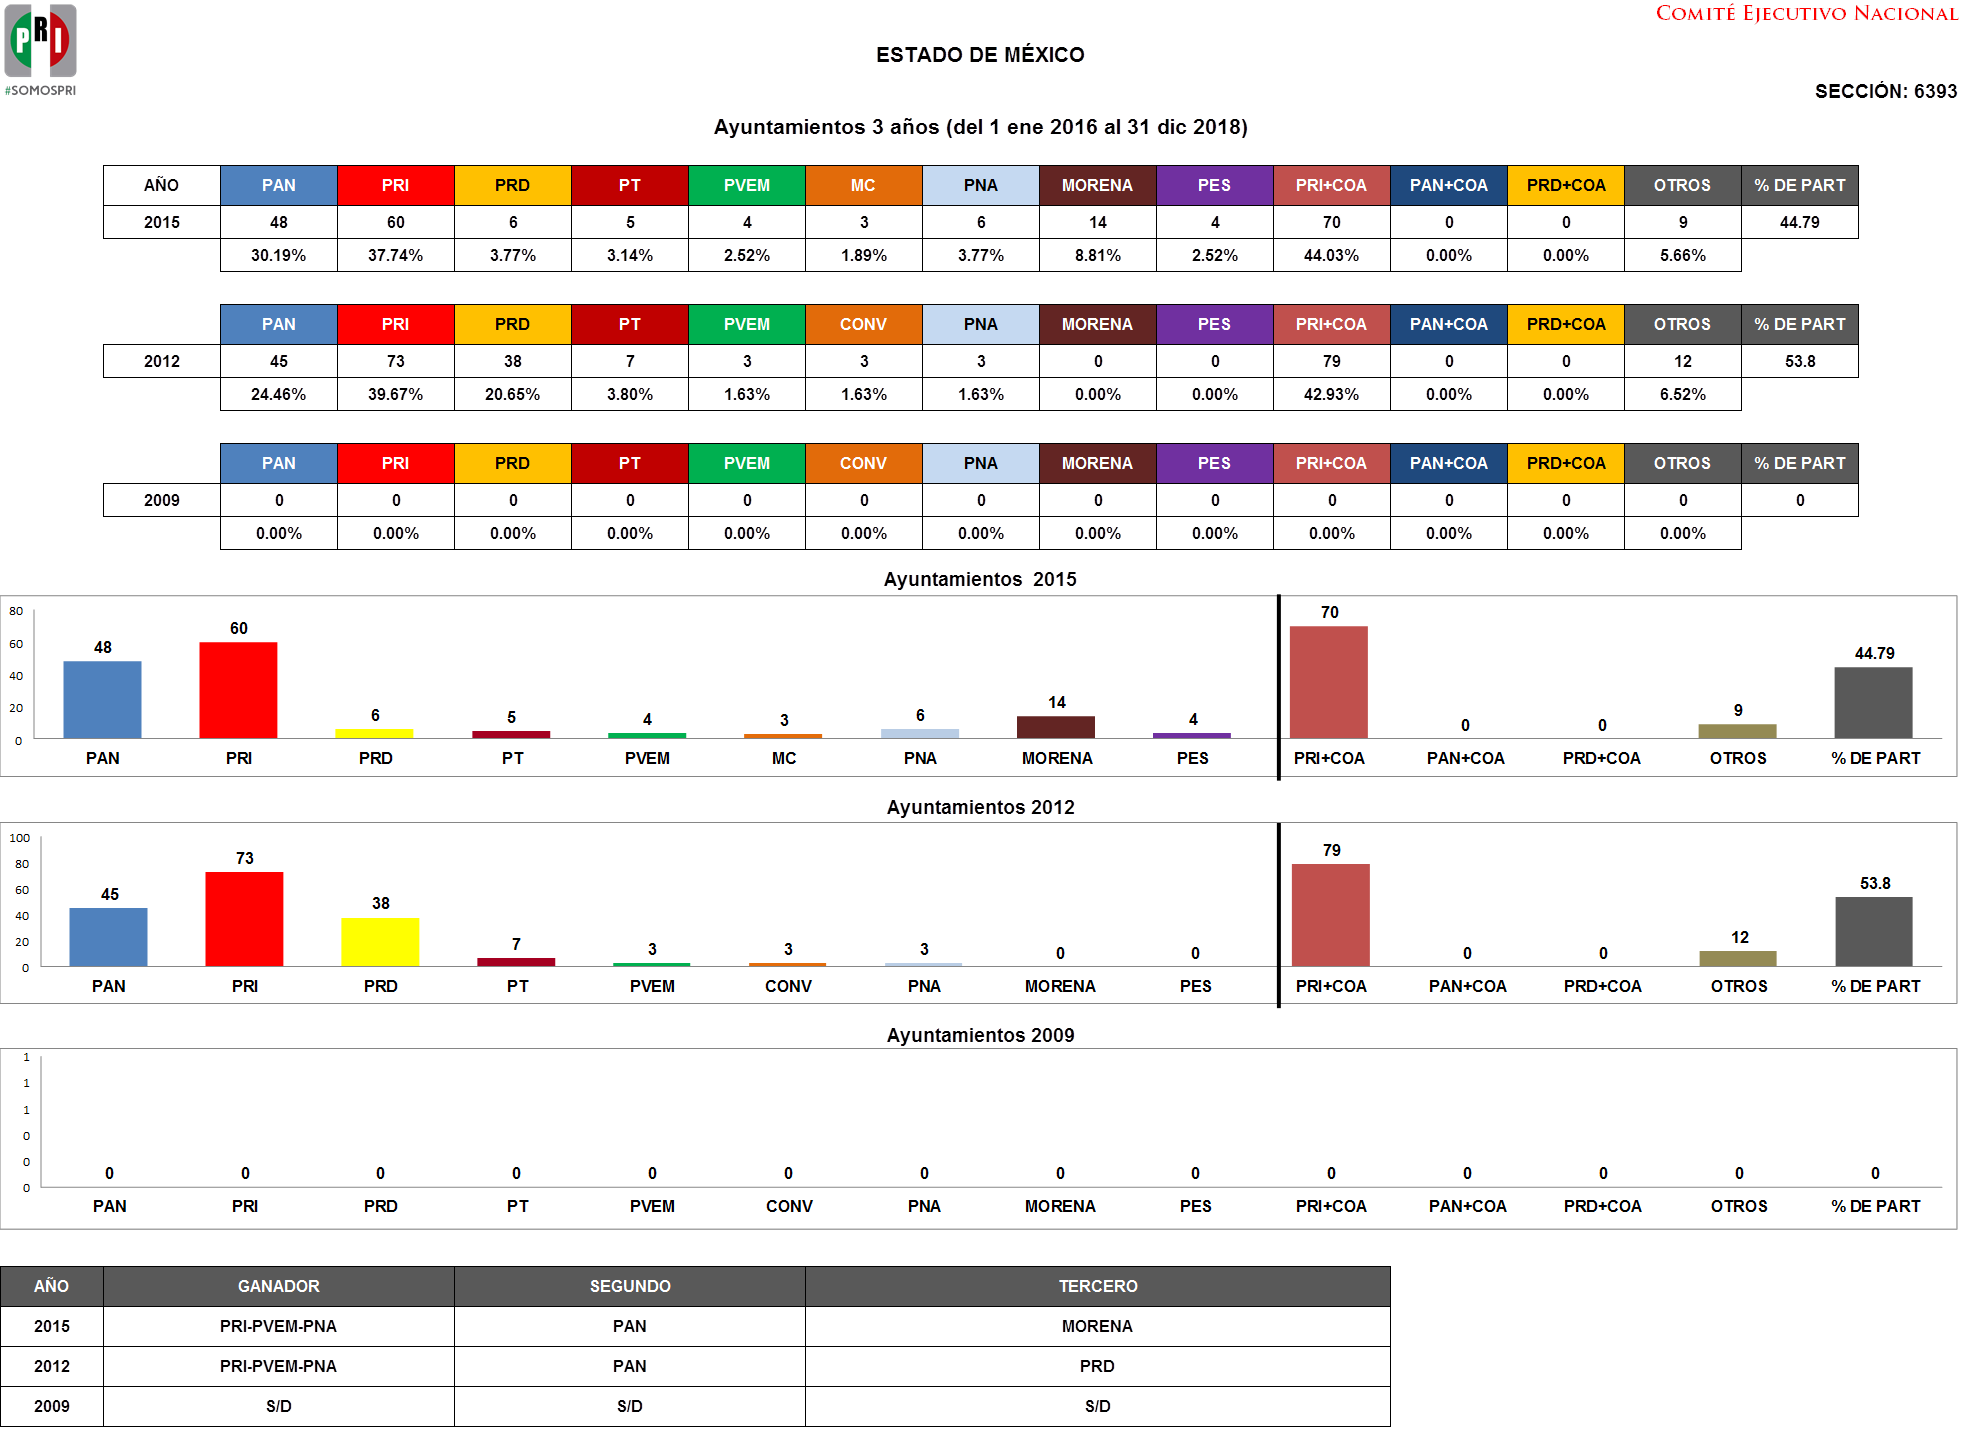 PRI
#SOMOSPRI
COMITÉ EJECUTIVO NACIONAL
ESTADO DE MÉXICO
SECCIÓN: 6393
Ayuntamientos 3 años (del 1 ene 2016 al 31 dic 2018)
AÑO PAN PRI PRD PT PVEM MC PNA MORENA PES PRI+COA PAN+COA PRD+COA OTROS % DE PART
2015 48 60 6 5 4 3 6 14 4 70 0 0 9 44.79
30.19% 37.74% 3.77% 3.14% 2.52% 1.89% 3.77% 8.81% 2.52% 44.03% 0.00% 0.00% 5.66%
PAN PRI PRD PT PVEM CONV PNA MORENA PES PRI+COA PAN+COA PRD+COA OTROS % DE PART
2012 45 73 38 7 3 3 3 0 0 79 0 0 12 53.8
24.46% 39.67% 20.65% 3.80% 1.63% 1.63% 1.63% 0.00% 0.00% 42.93% 0.00% 0.00% 6.52%
PAN PRI PRD PT PVEM CONV PNA MORENA PES PRI+COA PAN+COA PRD+COA OTROS % DE PART
2009 0 0 0 0 0 0 0 0 0 0 0 0 0 0
0.00% 0.00% 0.00% 0.00% 0.00% 0.00% 0.00% 0.00% 0.00% 0.00% 0.00% 0.00% 0.00%
Ayuntamientos 2015
80
60
40
20
0
48 60 6 5 4 3 6 14 4 70 0 0 9 44.79
PAN PRI PRD PT PVEM MC PNA MORENA PES PRI+COA PAN+COA PRD+COA OTROS % DE PART
Ayuntamientos 2012
100
80
60
40
20
0
45 73 38 7 3 3 3 0 0 79 0 0 12 53.8
PAN PRI PRD PT PVEM CONV PNA MORENA PES PRI+COA PAN+COA PRD+COA OTROS % DE PART
Ayuntamientos 2009
1
1
1
0
0
0
0 0 0 0 0 0 0 0 0 0 0 0 0 0
PAN PRI PRD PT PVEM CONV PNA MORENA PES PRI+COA PAN+COA PRD+COA OTROS % DE PART
AÑO GANADOR SEGUNDO TERCERO
2015 PRI-PVEM-PNA PAN MORENA
2012 PRI-PVEM-PNA PAN PRD
2009 S/D S/D S/D